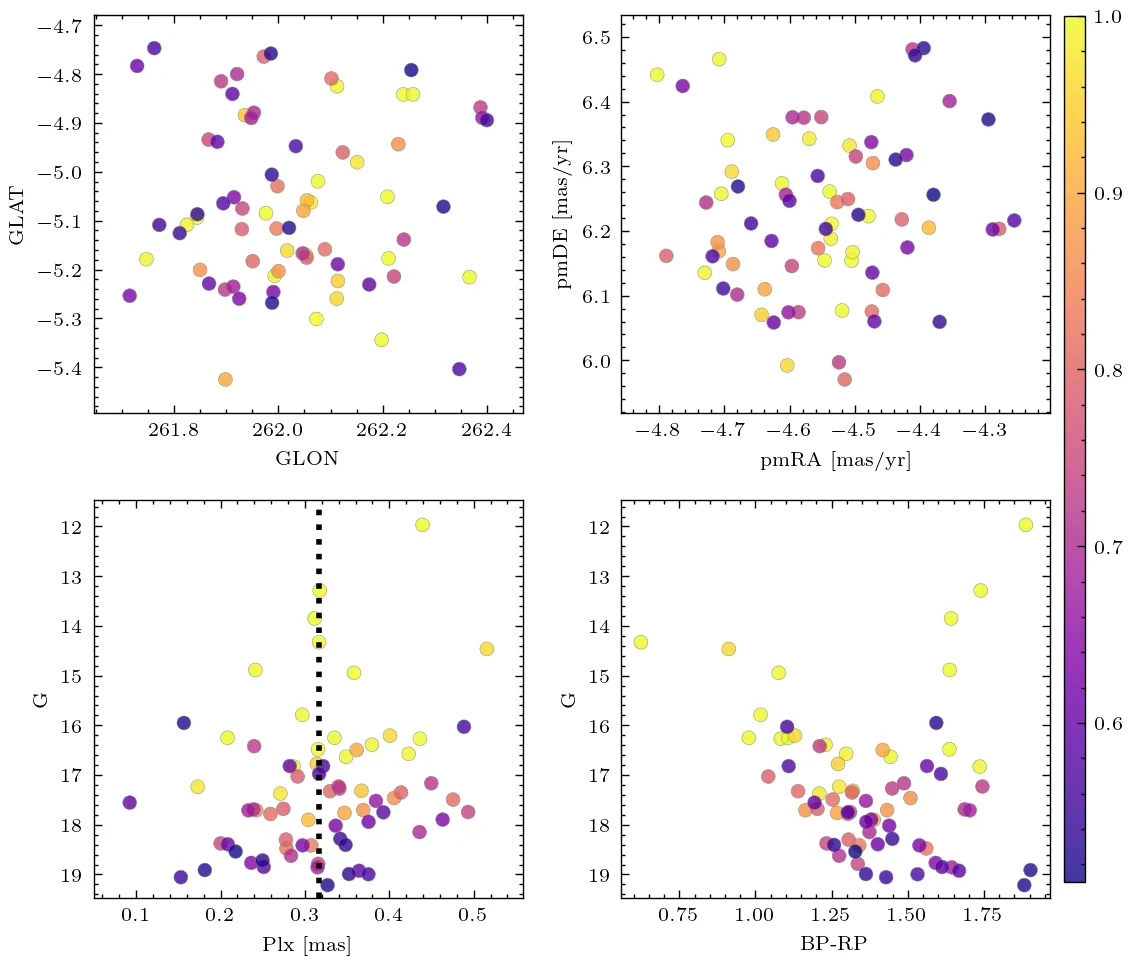 −4.7
−4.8
−4.9
−5.0
−5.1
−5.2
−5.3
−5.4
GLAT
261.8 262.0 262.2 262.4
GLON
6.5
6.4
6.3
6.2
6.1
6.0
pmDE [mas/yr]
−4.8 −4.7 −4.6 −4.5 −4.4 −4.3
pmRA [mas/yr]
1.0
0.9
0.8
0.7
0.6
12
13
14
15
16
17
18
19
G
0.1 0.2 0.3 0.4 0.5
Plx [mas]
12
13
14
15
16
17
18
19
G
0.75 1.00 1.25 1.50 1.75
BP-RP